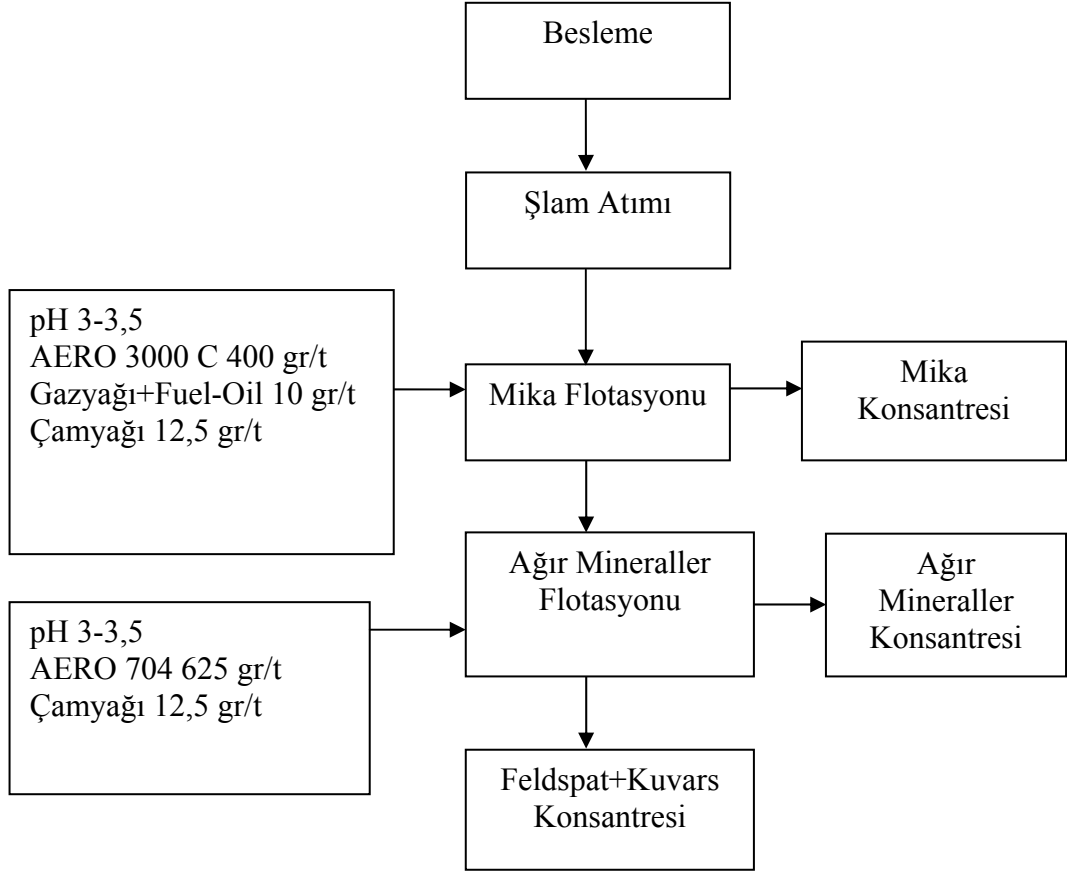 Besleme
Şlam Atımı
pH 3-3,5
AERO 3000 C 400 gr/t
Gazyağı+Fuel-Oil 10 gr/t
Çamyağı 12,5 gr/t
Mika Flotasyonu
Mika
Konsantresi
Ağır Mineraller
Flotasyonu
Ağır
Mineraller
Konsantresi
pH 3-3,5
AERO 704 625 gr/t
Çamyağı 12,5 gr/t
Feldspat+Kuvars
Konsantresi